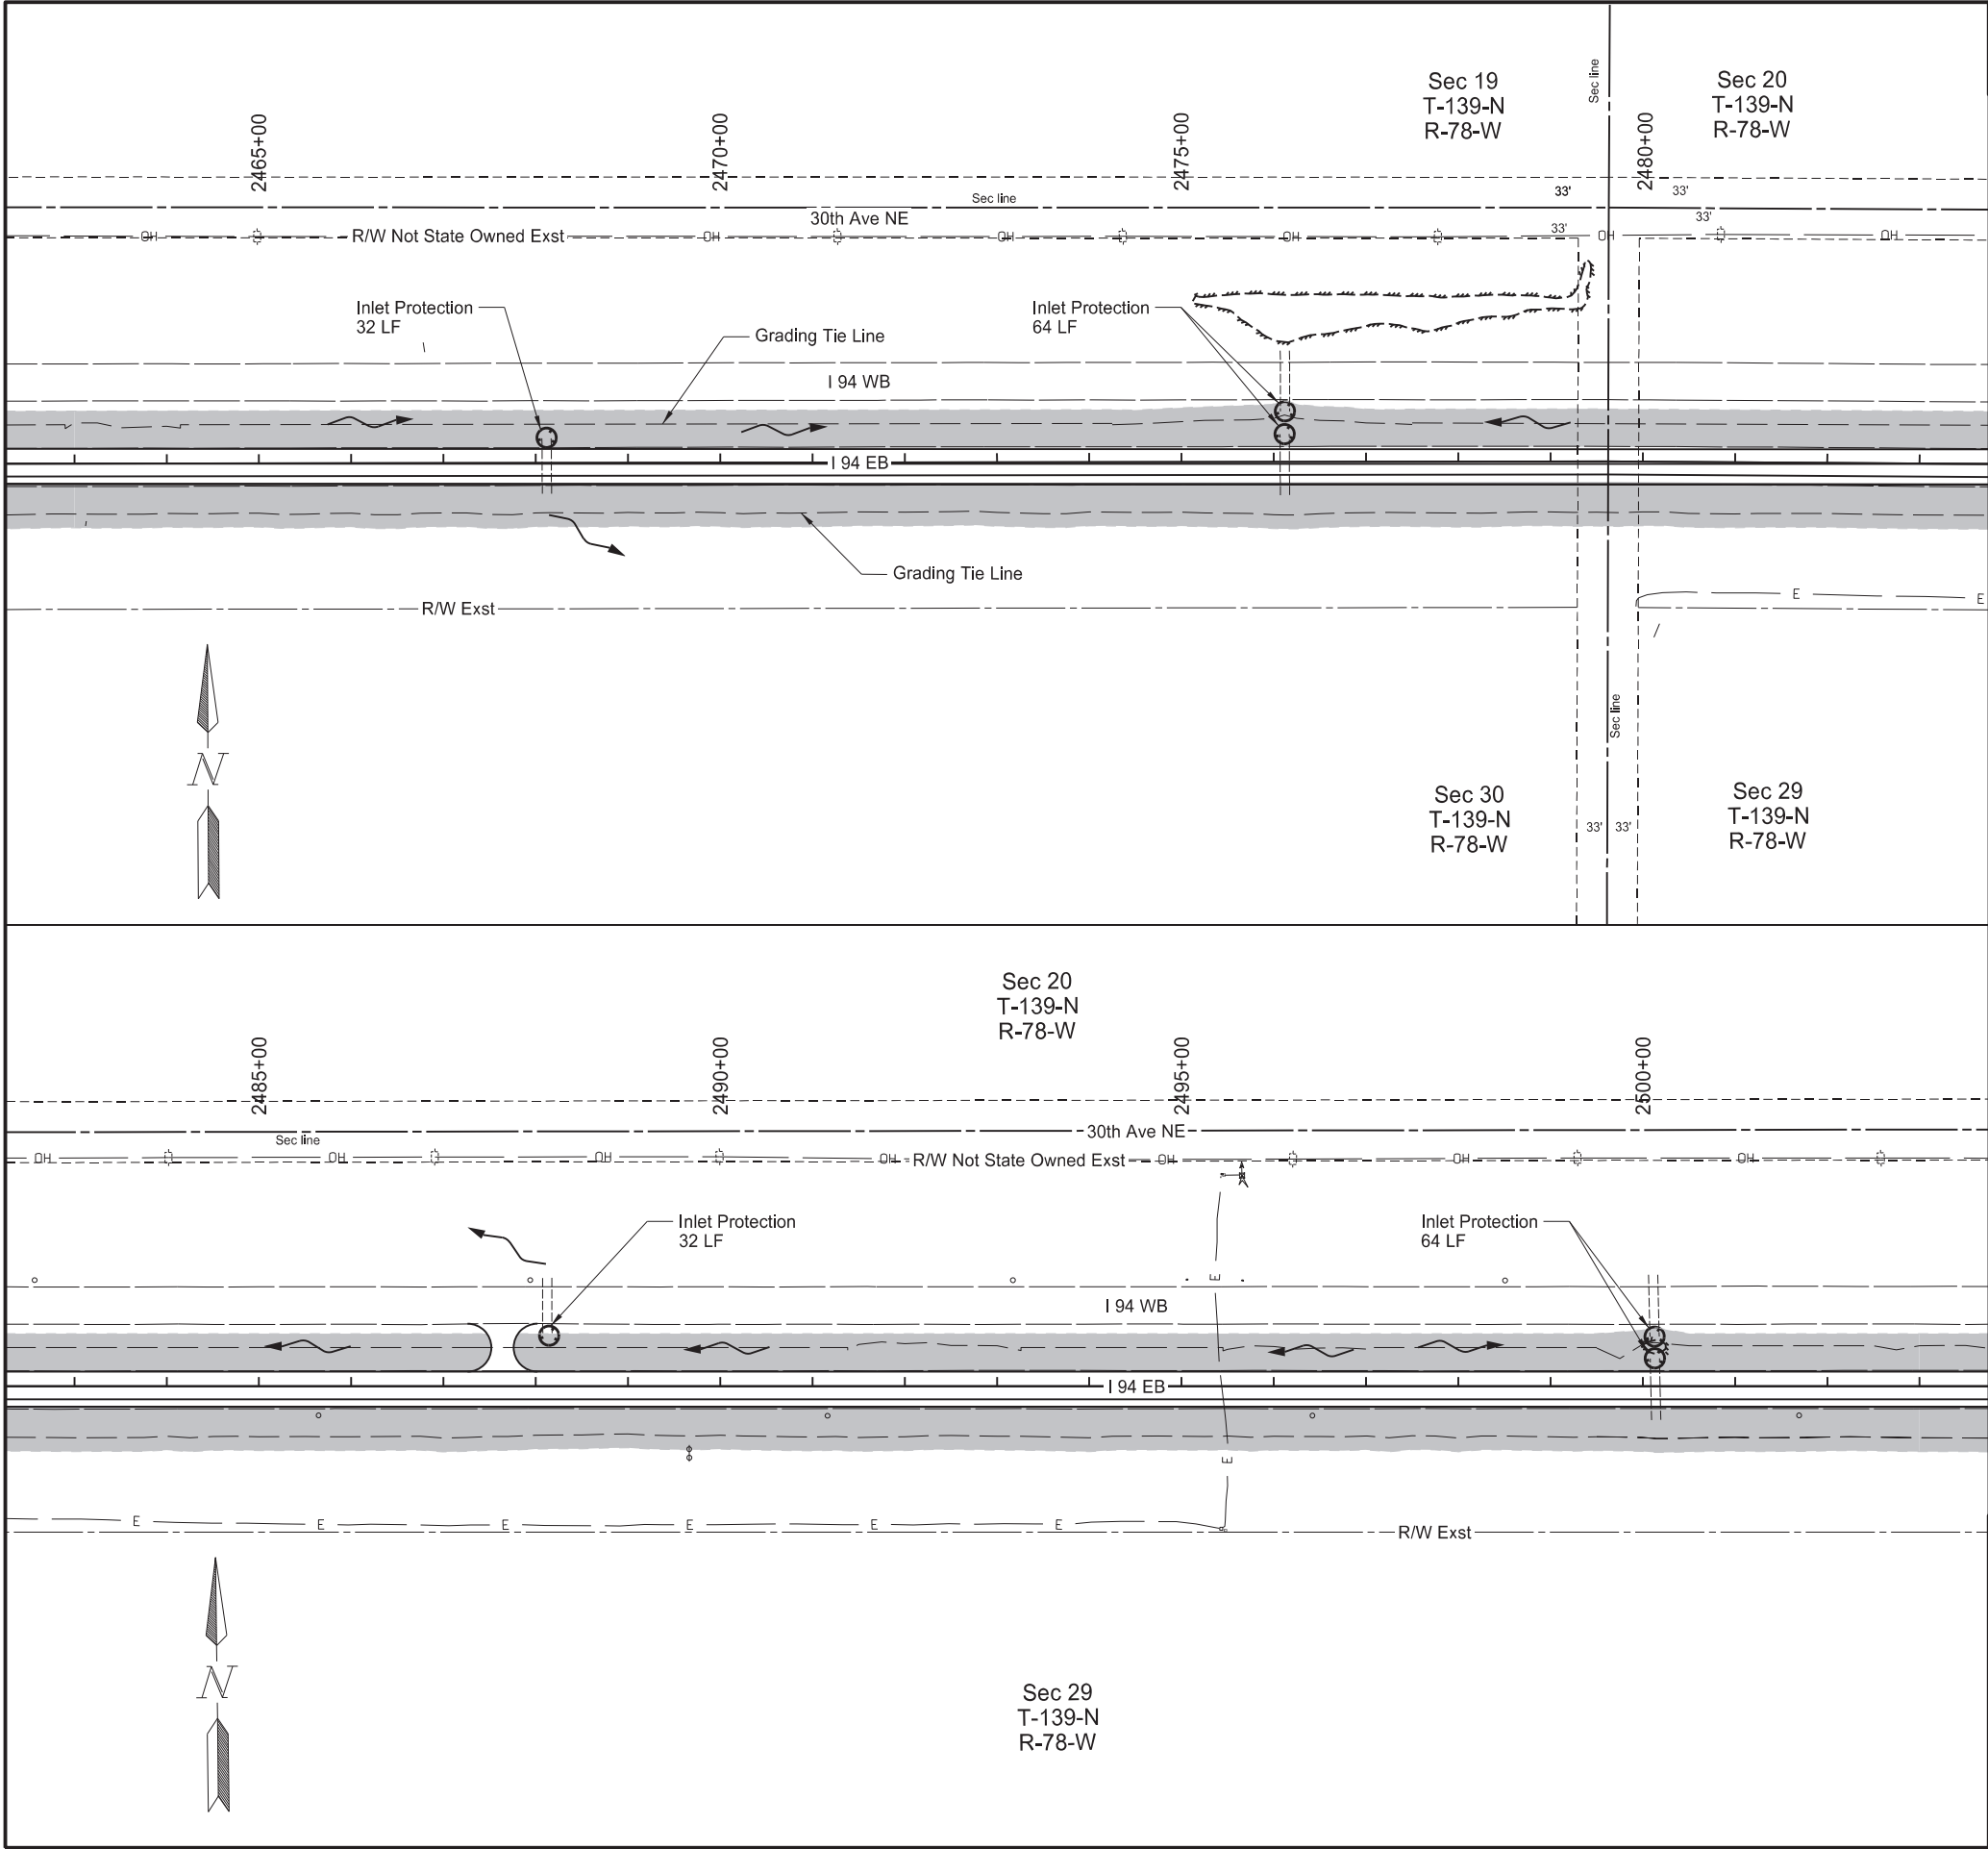 Sec 19
T-139-N
R-78-W
Sec line
Sec 20
T-139-N
R-78-W
2465+00
2470+00
2475+00
2480+00
Sec line
33'
33'
30th Ave NE
33'
33'
OH
R/W Not State Owned Exst
OH
OH
OH
OH
OH
Inlet Protection
32 LF
Inlet Protection
64 LF
Grading Tie Line
I 94 WB
I 94 EB
Grading Tie Line
R/W Exst
E
E
Sec line
N
Sec 30
T-139-N
R-78-W
33'
33'
Sec 29
T-139-N
R-78-W
Sec 20
T-139-N
R-78-W
2485+00
2490+00
2495+00
2500+00
30th Ave NE
Sec line
OH
OH
OH
OH
R/W Not State Owned Exst
OH
OH
OH
Inlet Protection
32 LF
Inlet Protection
64 LF
E
I 94 WB
I 94 EB
E
E
E
E
E
E
E
R/W Exst
N
Sec 29
T-139-N
R-78-W